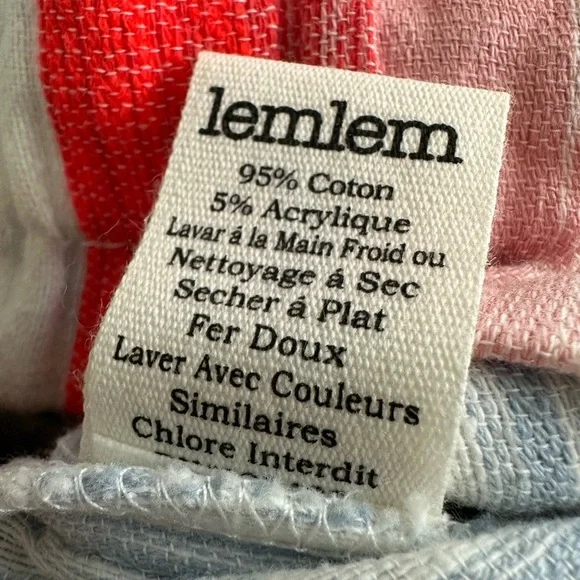 lemlem
95% Coton
5% Acrylique
Lavar á la Main Froid ou
Nettoyage á Sec
Secher á Plat
Fer Doux
Laver Avec Couleurs
Similaires
Chlore Interdit